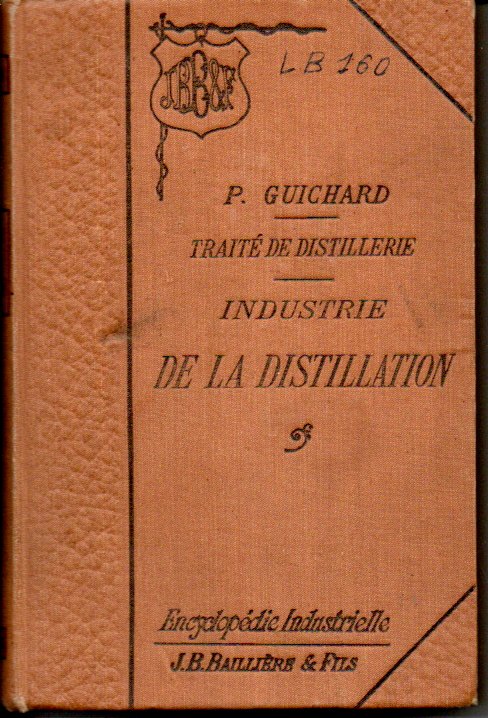 J.B.B&F
LB 160
P. GUICHARD
TRAITÉ DE DISTILLERIE
INDUSTRIE
DE LA DISTILLATION
Encyclopédie Industrielle
J.B. BAILLIÈRE & FILS